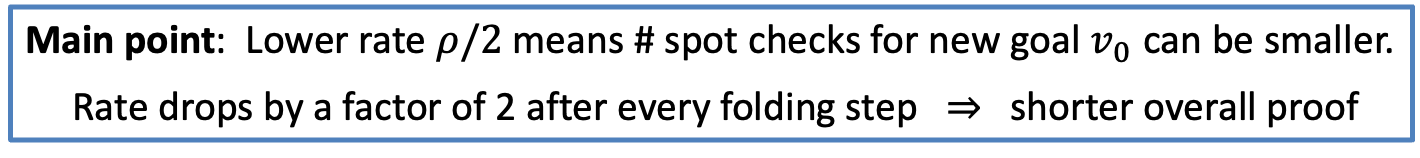 Main point: Lower rate ρ/2 means # spot checks for new goal v₀ can be smaller.
Rate drops by a factor of 2 after every folding step ⇒ shorter overall proof